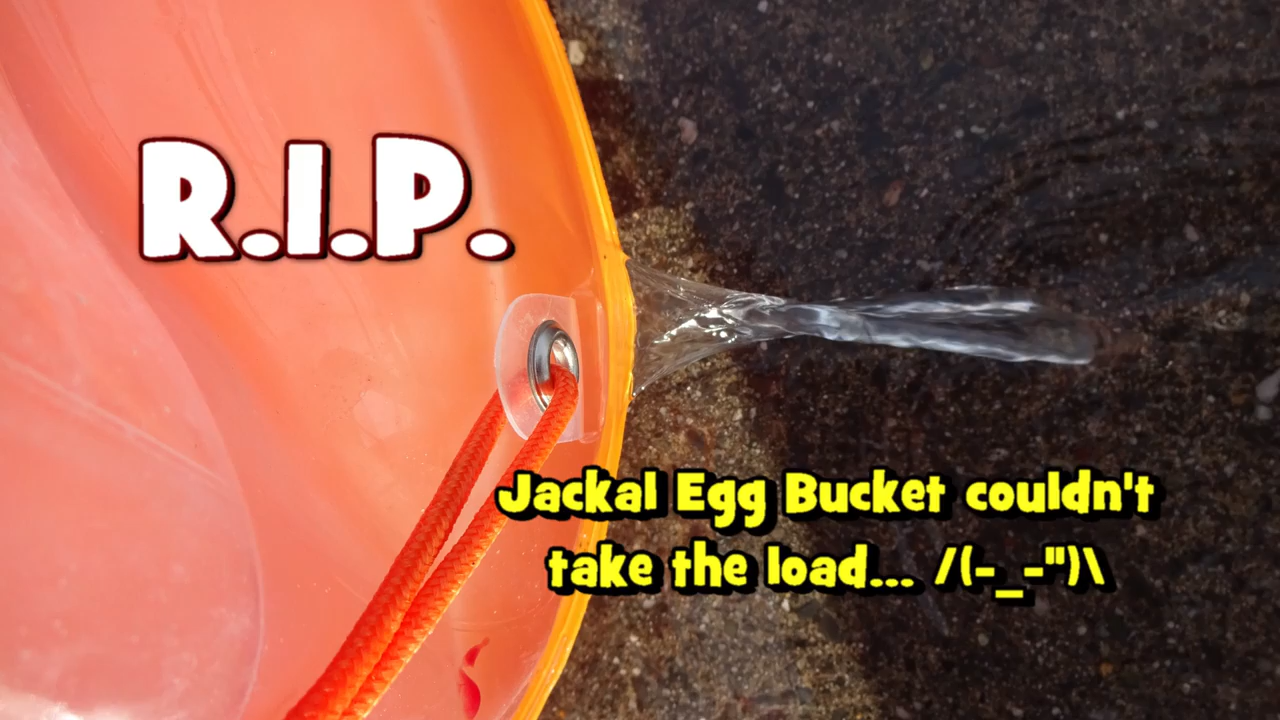 R.I.P.
Jackal Egg Bucket couldn't
take the load... /(-_-")\